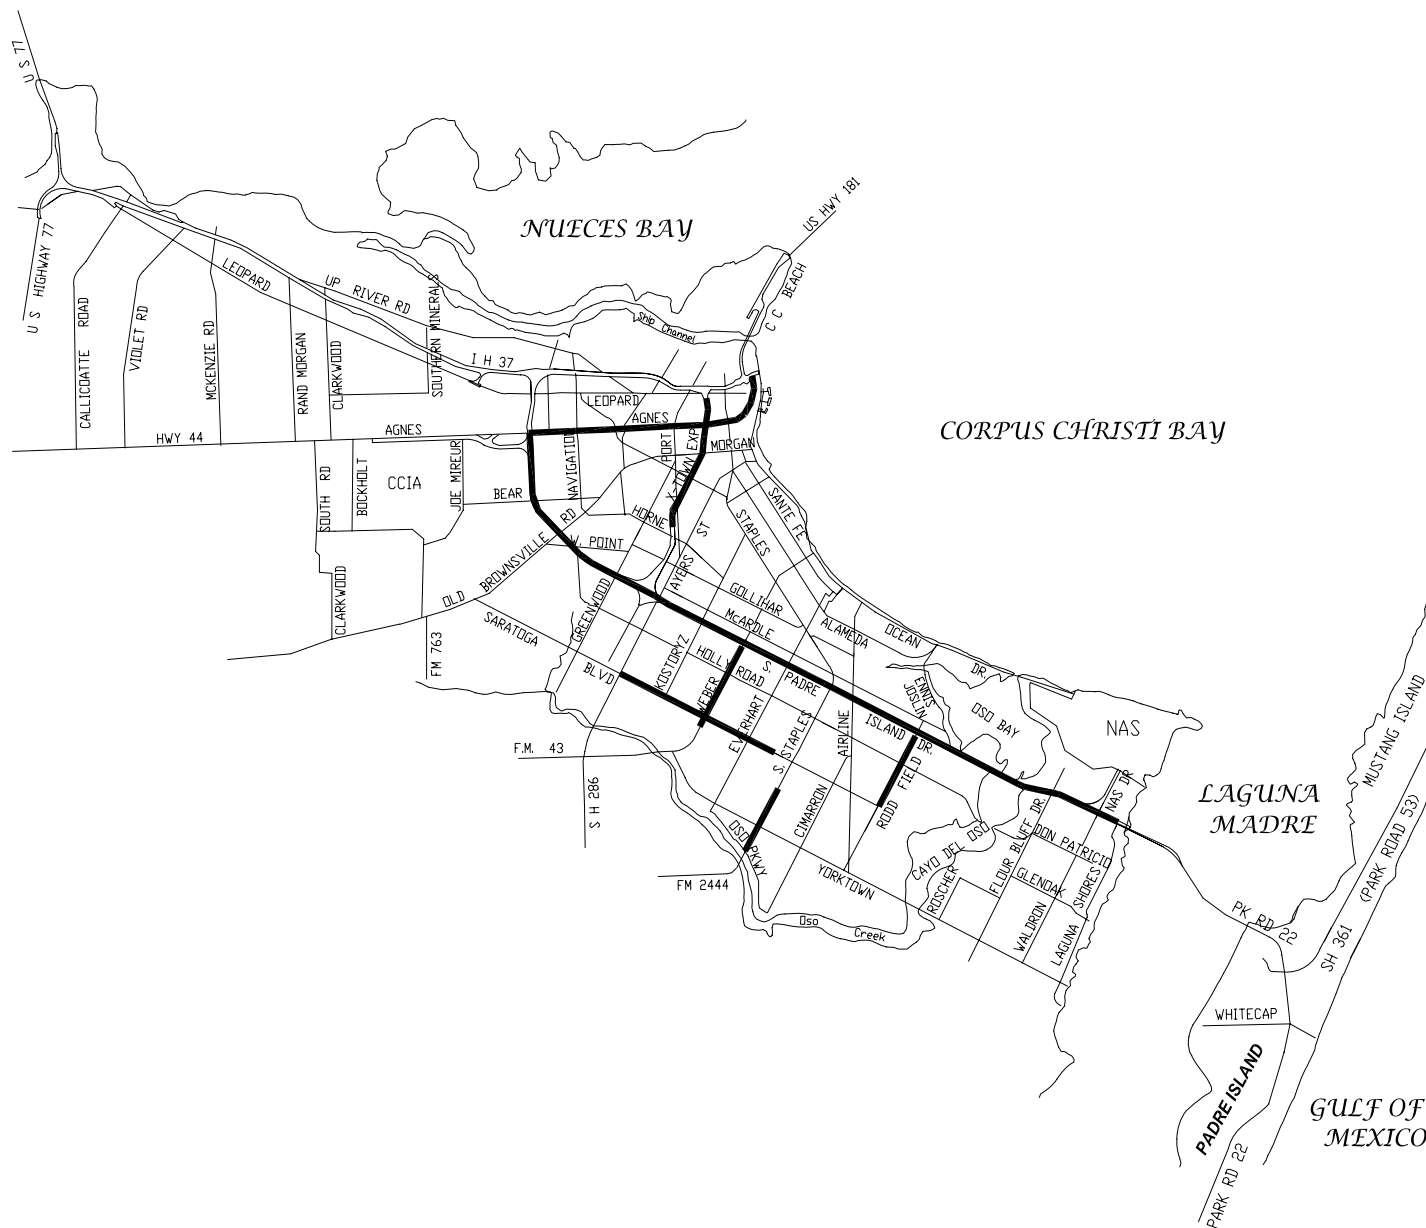 U S 77
US HWY 181
NUECES BAY
U S HIGHWAY 77
LEOPARD
UP RIVER RD
SOUTHERN MINERALS
C C BEACH
CALLICOATTE ROAD
VIOLET RD
MCKENZIE RD
RAND MORGAN
CLARKWOOD
Ship Channel
I H 37
LEOPARD
AGNES
HWY 44
AGNES
PORT
X-TOWN EXP
MORGAN
CORPUS CHRISTI BAY
SOUTH RD
BOCKHOLT
CCIA
JOE MIREUR
BEAR
NAVIGATION
HORNE
SANTE FE
STAPLES
W. POINT
AYERS ST
OLD BROWNSVILLE RD
CLARKWOOD
FM 763
SARATOGA
BLVD
GREENWOOD
GOLLIHAR
McARDLE
ALAMEDA
OCEAN
DR.
KOSTORYZ
HOLLY
ROAD
WEBER
S.
PADRE
ISLAND
DR.
ENNIS
JOSLIN
OSO BAY
NAS
MUSTANG ISLAND
F.M. 43
S H 286
EVERHART
S. STAPLES
AIRLINE
CIMARRON
RODD FIELD
NAS DR
LAGUNA
MADRE
OSO PKWY
FM 2444
YORKTOWN
CAYO DEL OSO
FLOUR BLUFF DR.
DON PATRICIO
GLENOAK
ROSCHER
WALDRON
LAGUNA SHORES
Oso
Creek
PK RD 22
SH 361 (PARK ROAD 53)
WHITECAP
PADRE ISLAND
PARK RD 22
GULF OF
MEXICO